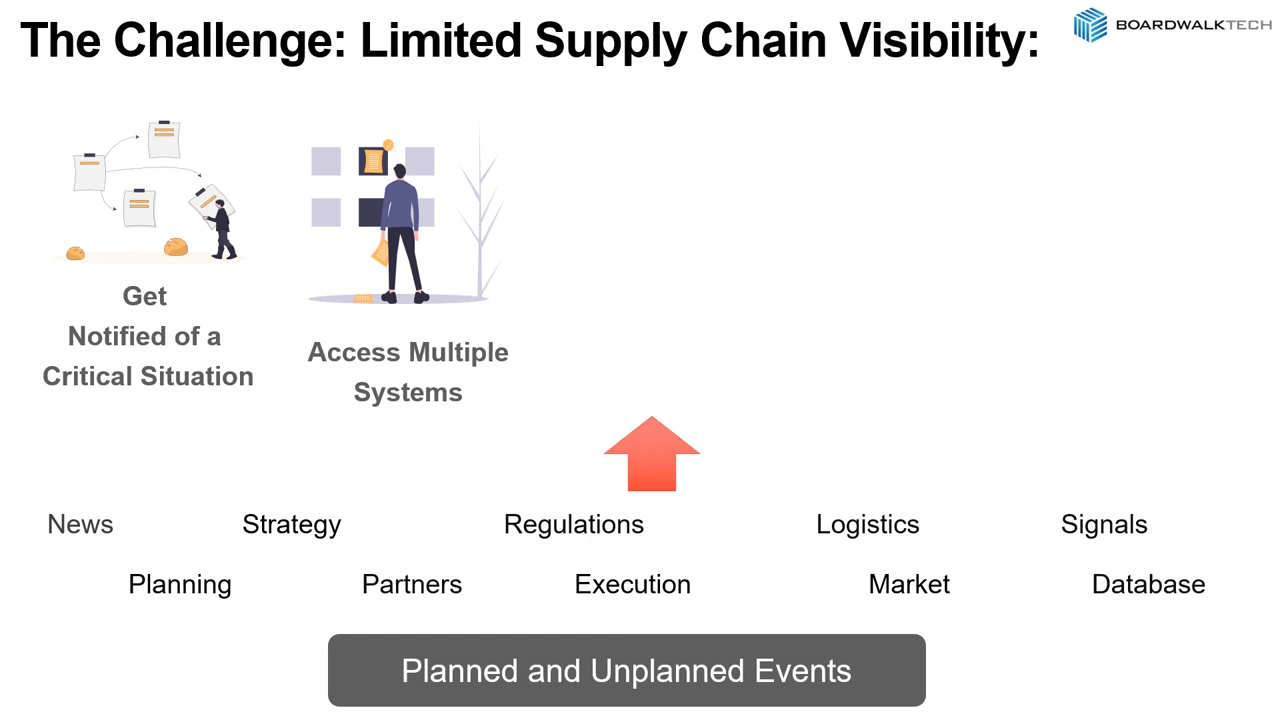 The Challenge: Limited Supply Chain Visibility:
BOARDWALKTECH
Get
Notified of a
Critical Situation
Access Multiple
Systems
News Strategy Regulations Logistics Signals
Planning Partners Execution Market Database
Planned and Unplanned Events